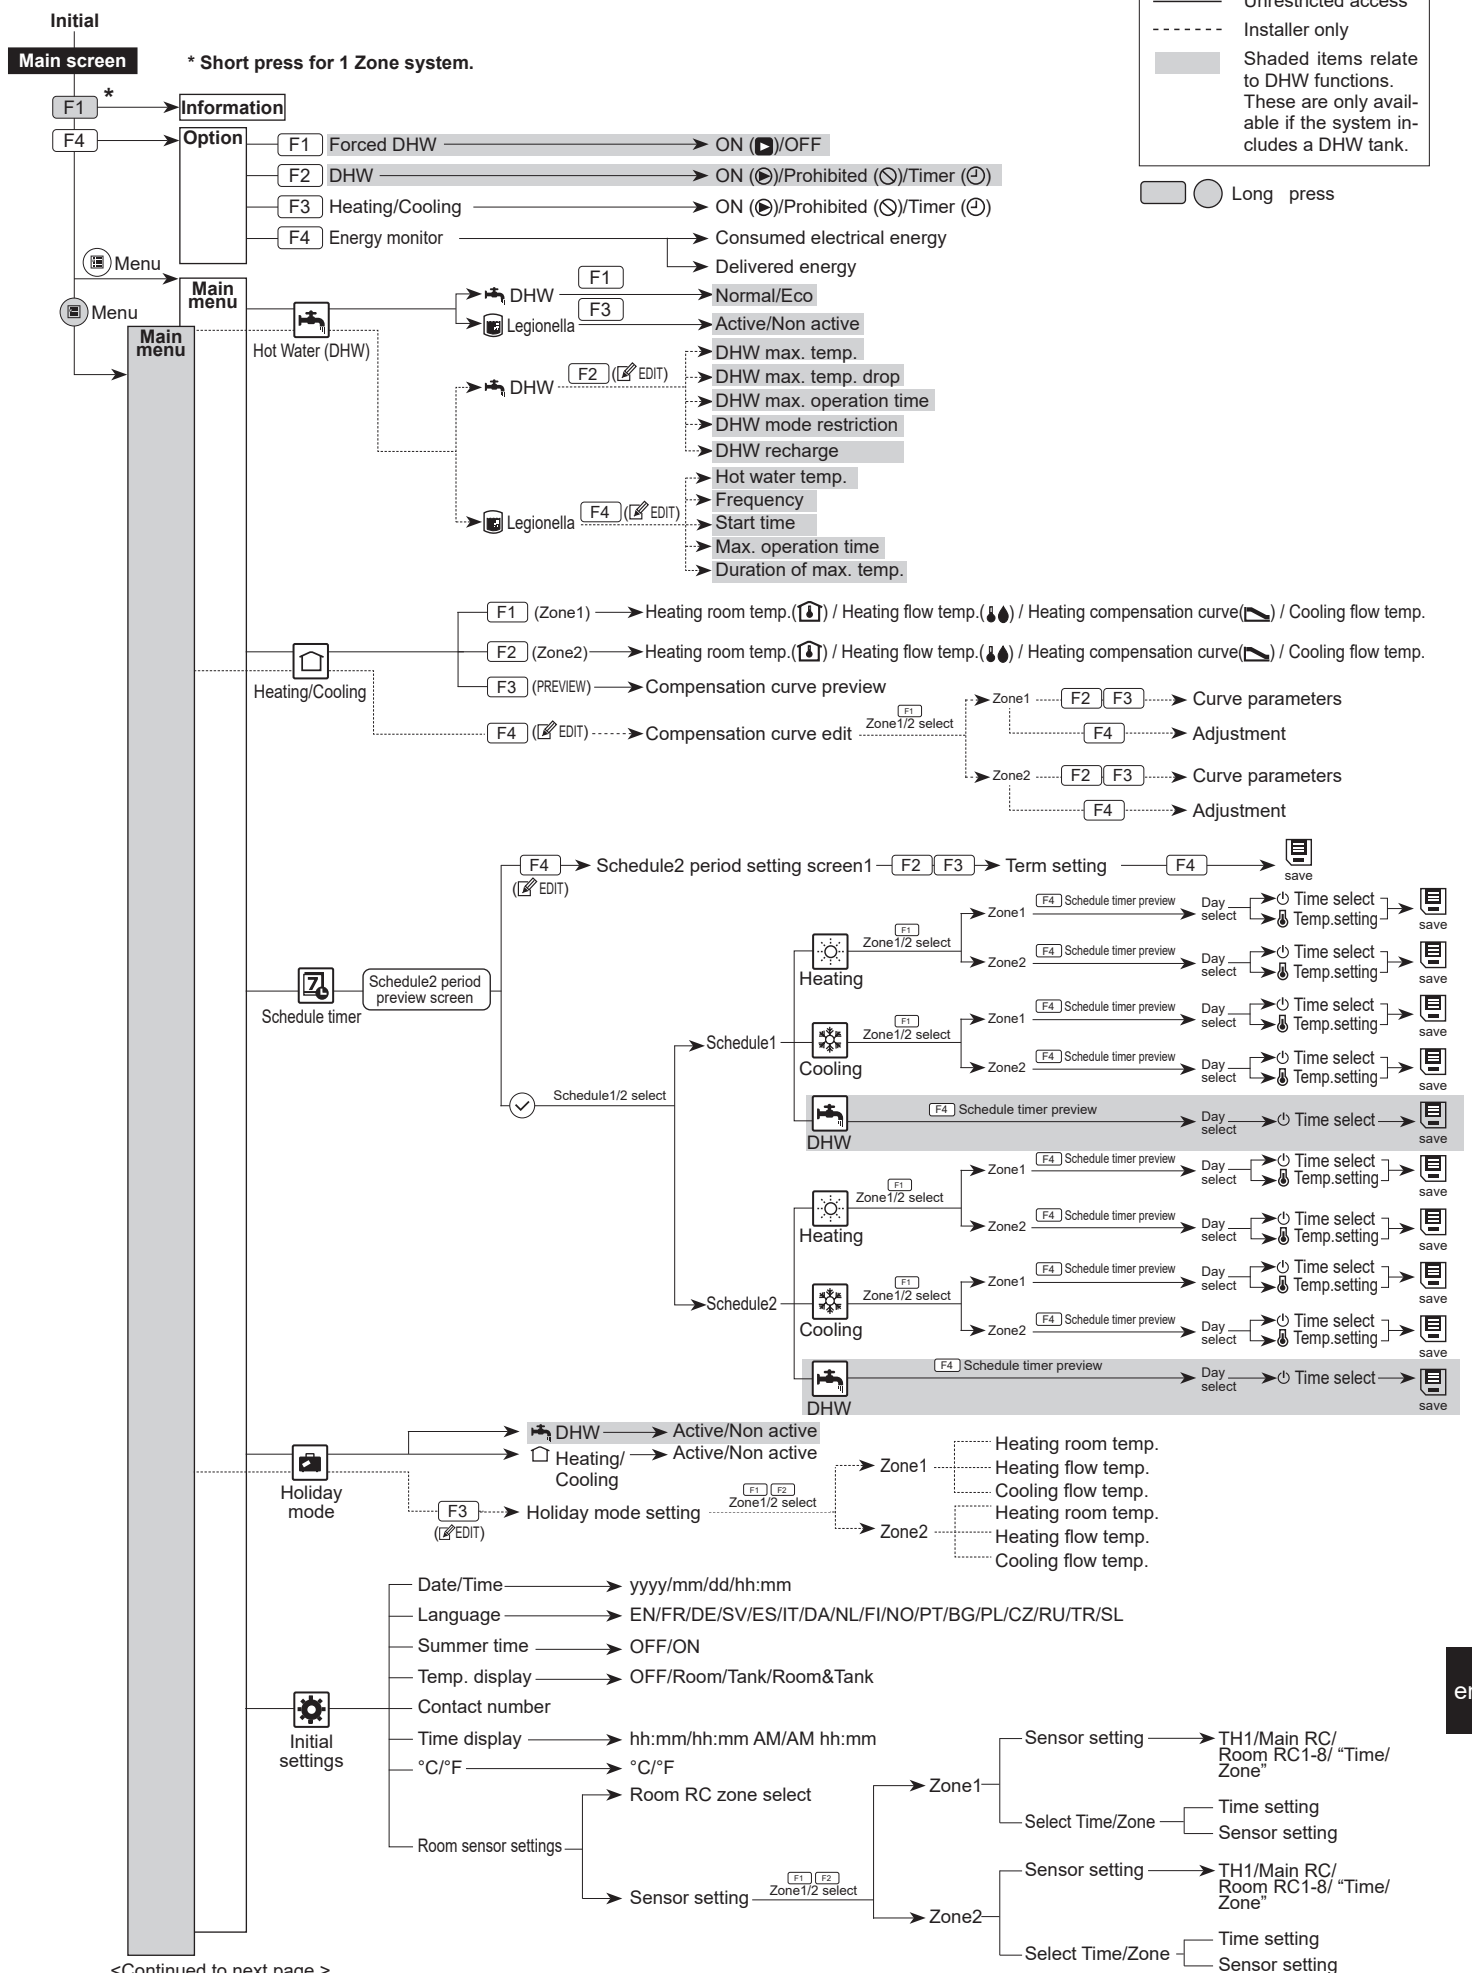 Initial
Unrestricted access
Installer only
Shaded items relate
to DHW functions.
These are only avail-
able if the system in-
cludes a DHW tank.
Long press
Main screen
* Short press for 1 Zone system.
F1 * Information
F4 Option
F1 Forced DHW ON ( )/OFF
F2 DHW ON ( )/Prohibited ( )/Timer ( )
F3 Heating/Cooling ON ( )/Prohibited ( )/Timer ( )
F4 Energy monitor Consumed electrical energy
Delivered energy
Menu
Main
menu
Menu
Main
menu
Hot Water (DHW)
DHW F1 Normal/Eco
Legionella F3 Active/Non active
DHW F2 ( EDIT)
DHW max. temp.
DHW max. temp. drop
DHW max. operation time
DHW mode restriction
DHW recharge
Legionella F4 ( EDIT)
Hot water temp.
Frequency
Start time
Max. operation time
Duration of max. temp.
Heating/Cooling
F1 (Zone1) Heating room temp.( ) / Heating flow temp.( ) / Heating compensation curve( ) / Cooling flow temp.
F2 (Zone2) Heating room temp.( ) / Heating flow temp.( ) / Heating compensation curve( ) / Cooling flow temp.
F3 (PREVIEW) Compensation curve preview
F4 ( EDIT) Compensation curve edit
F1
Zone1/2 select
Zone1 F2 F3 Curve parameters
F4 Adjustment
Zone2 F2 F3 Curve parameters
F4 Adjustment
Schedule timer
7
Schedule2 period
preview screen
F4 Schedule2 period setting screen1 F2 F3 Term setting F4 save
( EDIT)
Schedule1/2 select
Schedule1
Heating
F1
Zone1/2 select
Zone1 F4 Schedule timer preview Day
select
Time select
Temp.setting
save
Zone2 F4 Schedule timer preview Day
select
Time select
Temp.setting
save
Cooling
F1
Zone1/2 select
Zone1 F4 Schedule timer preview Day
select
Time select
Temp.setting
save
Zone2 F4 Schedule timer preview Day
select
Time select
Temp.setting
save
DHW
F4 Schedule timer preview Day
select
Time select
save
Schedule2
Heating
F1
Zone1/2 select
Zone1 F4 Schedule timer preview Day
select
Time select
Temp.setting
save
Zone2 F4 Schedule timer preview Day
select
Time select
Temp.setting
save
Cooling
F1
Zone1/2 select
Zone1 F4 Schedule timer preview Day
select
Time select
Temp.setting
save
Zone2 F4 Schedule timer preview Day
select
Time select
Temp.setting
save
DHW
F4 Schedule timer preview Day
select
Time select
save
Holiday
mode
DHW Active/Non active
Heating/
Cooling
Active/Non active
F3
( EDIT)
Holiday mode setting
F1 F2
Zone1/2 select
Zone1
Heating room temp.
Heating flow temp.
Cooling flow temp.
Zone2
Heating room temp.
Heating flow temp.
Cooling flow temp.
Initial
settings
Date/Time yyyy/mm/dd/hh:mm
Language EN/FR/DE/SV/ES/IT/DA/NL/FI/NO/PT/BG/PL/CZ/RU/TR/SL
Summer time OFF/ON
Temp. display OFF/Room/Tank/Room&Tank
Contact number
Time display hh:mm/hh:mm AM/AM hh:mm
°C/°F °C/°F
Room sensor settings
Room RC zone select
Sensor setting
F1 F2
Zone1/2 select
Zone1
Sensor setting TH1/Main RC/
Room RC1-8/ “Time/
Zone”
Select Time/Zone
Time setting
Sensor setting
Zone2
Sensor setting TH1/Main RC/
Room RC1-8/ “Time/
Zone”
Select Time/Zone
Time setting
Sensor setting
en
<Continued to next page.>